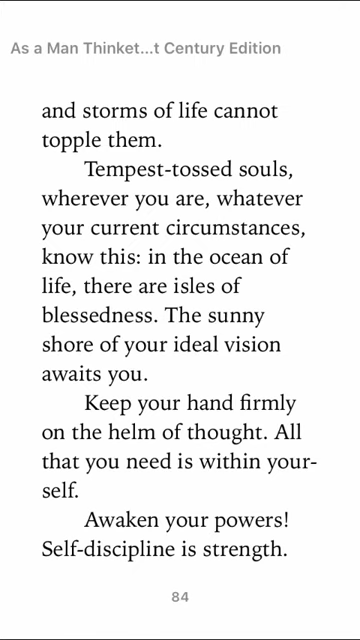 As a Man Thinket...t Century Edition
and storms of life cannot
topple them.
Tempest-tossed souls,
wherever you are, whatever
your current circumstances,
know this: in the ocean of
life, there are isles of
blessedness. The sunny
shore of your ideal vision
awaits you.
Keep your hand firmly
on the helm of thought. All
that you need is within your-
self.
Awaken your powers!
Self-discipline is strength.
84